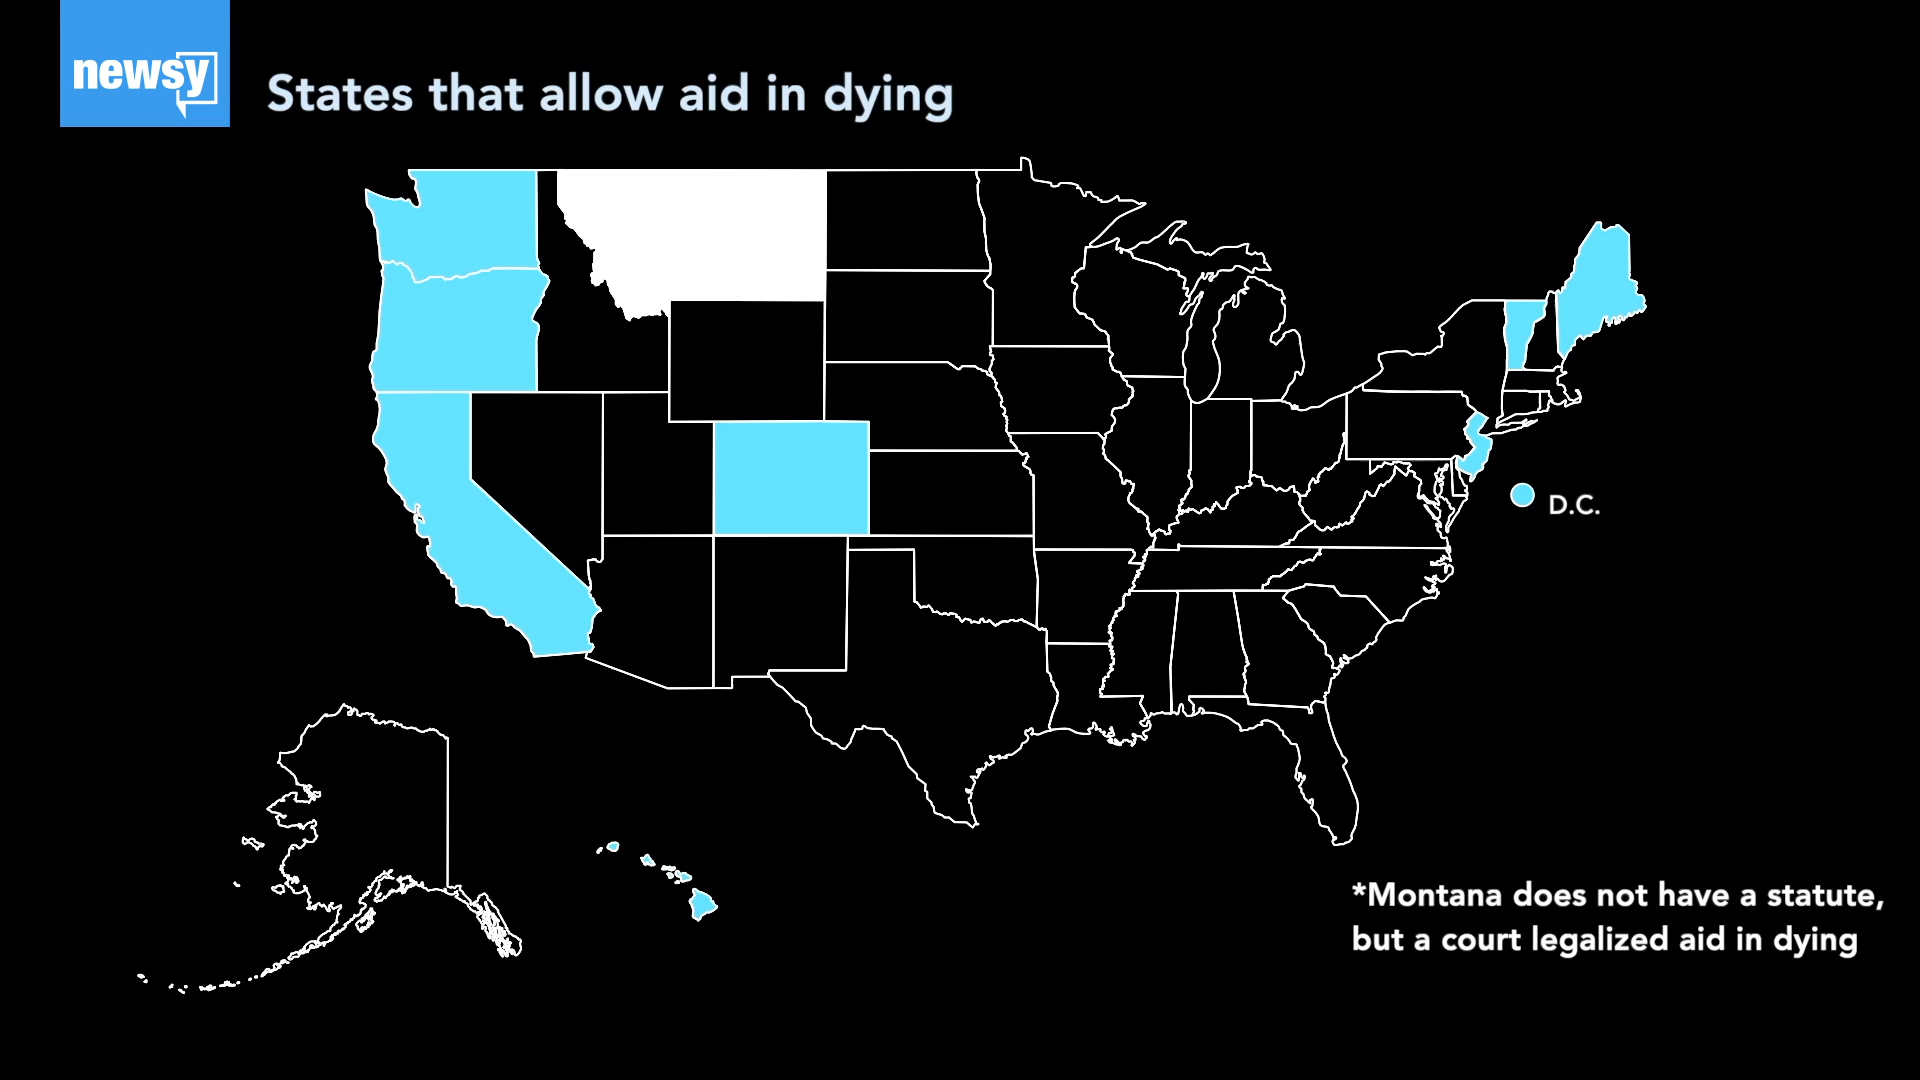 newsy
States that allow aid in dying
D.C.
*Montana does not have a statute,
but a court legalized aid in dying